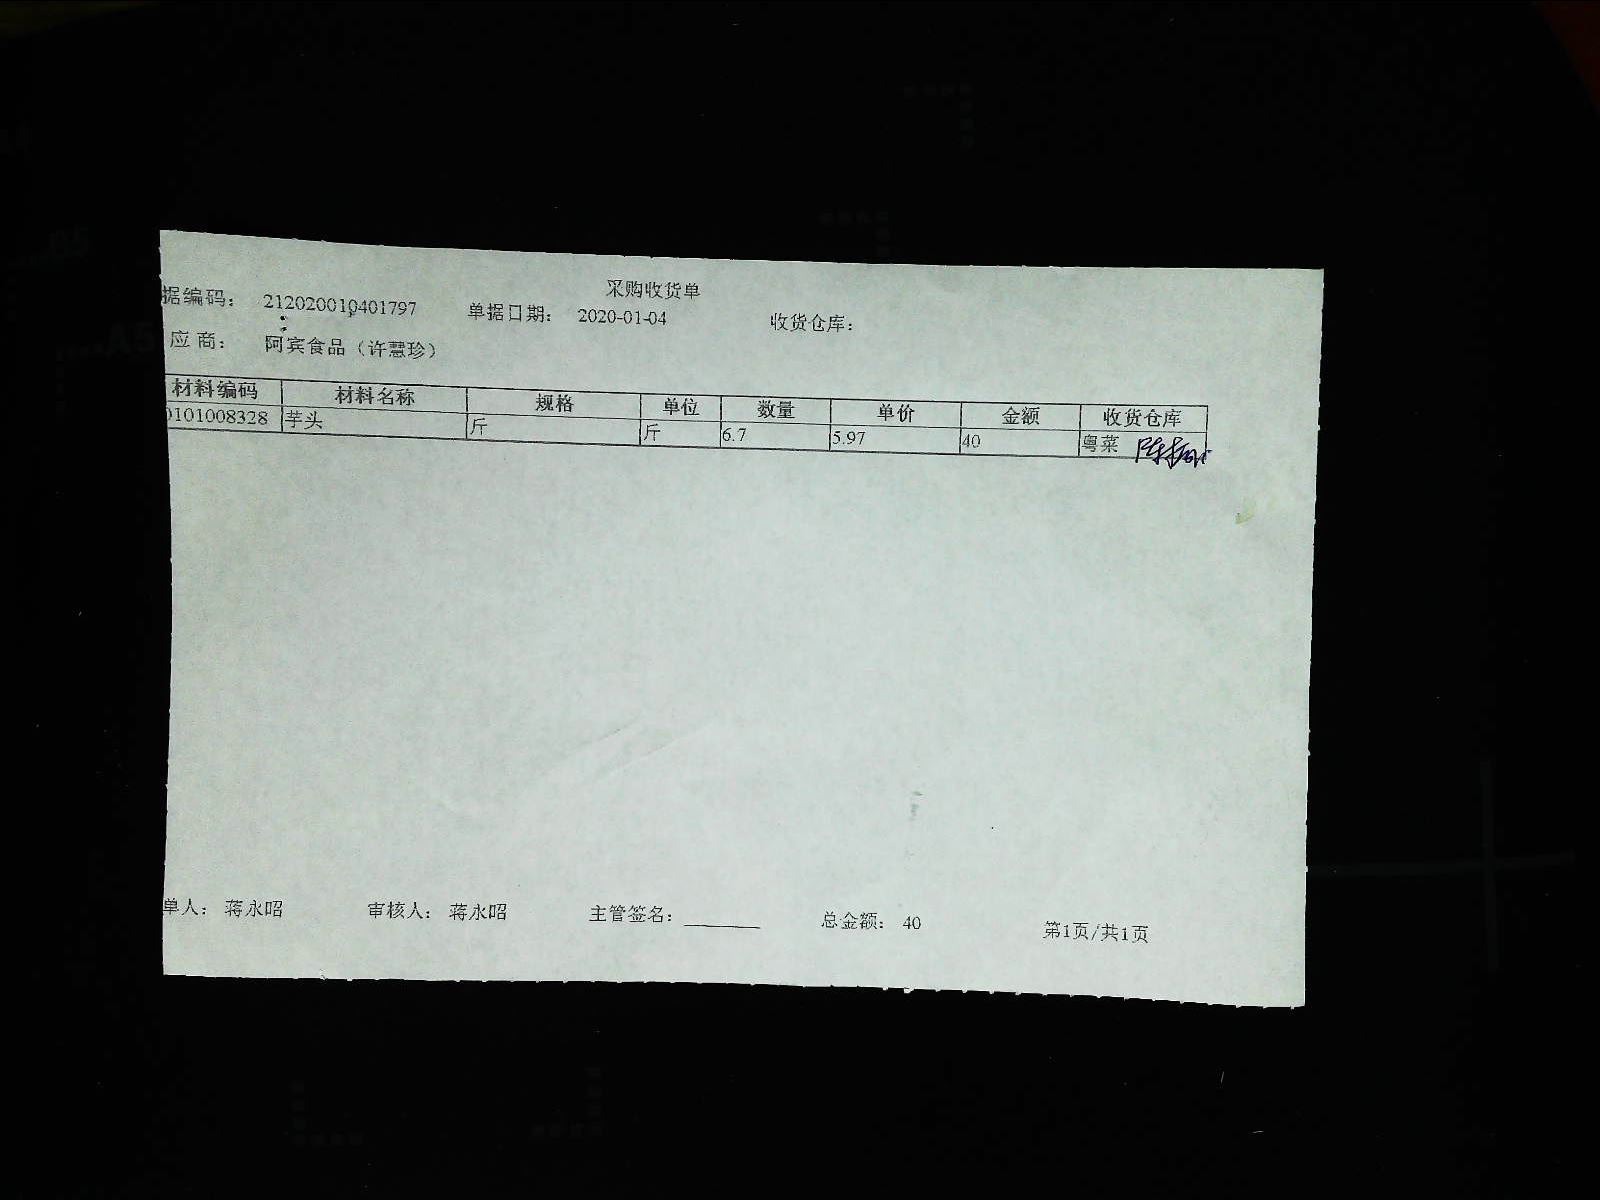 采购收货单
据编码： 212020010401797 单据日期： 2020-01-04 收货仓库：
应商： 阿宾食品（许慧珍）
材料编码 材料名称 规格 单位 数量 单价 金额 收货仓库
0101008328 芋头 斤 斤 6.7 5.97 40 粤菜
单人： 蒋永昭 审核人： 蒋永昭 主管签名： 总金额： 40 第1页/共1页